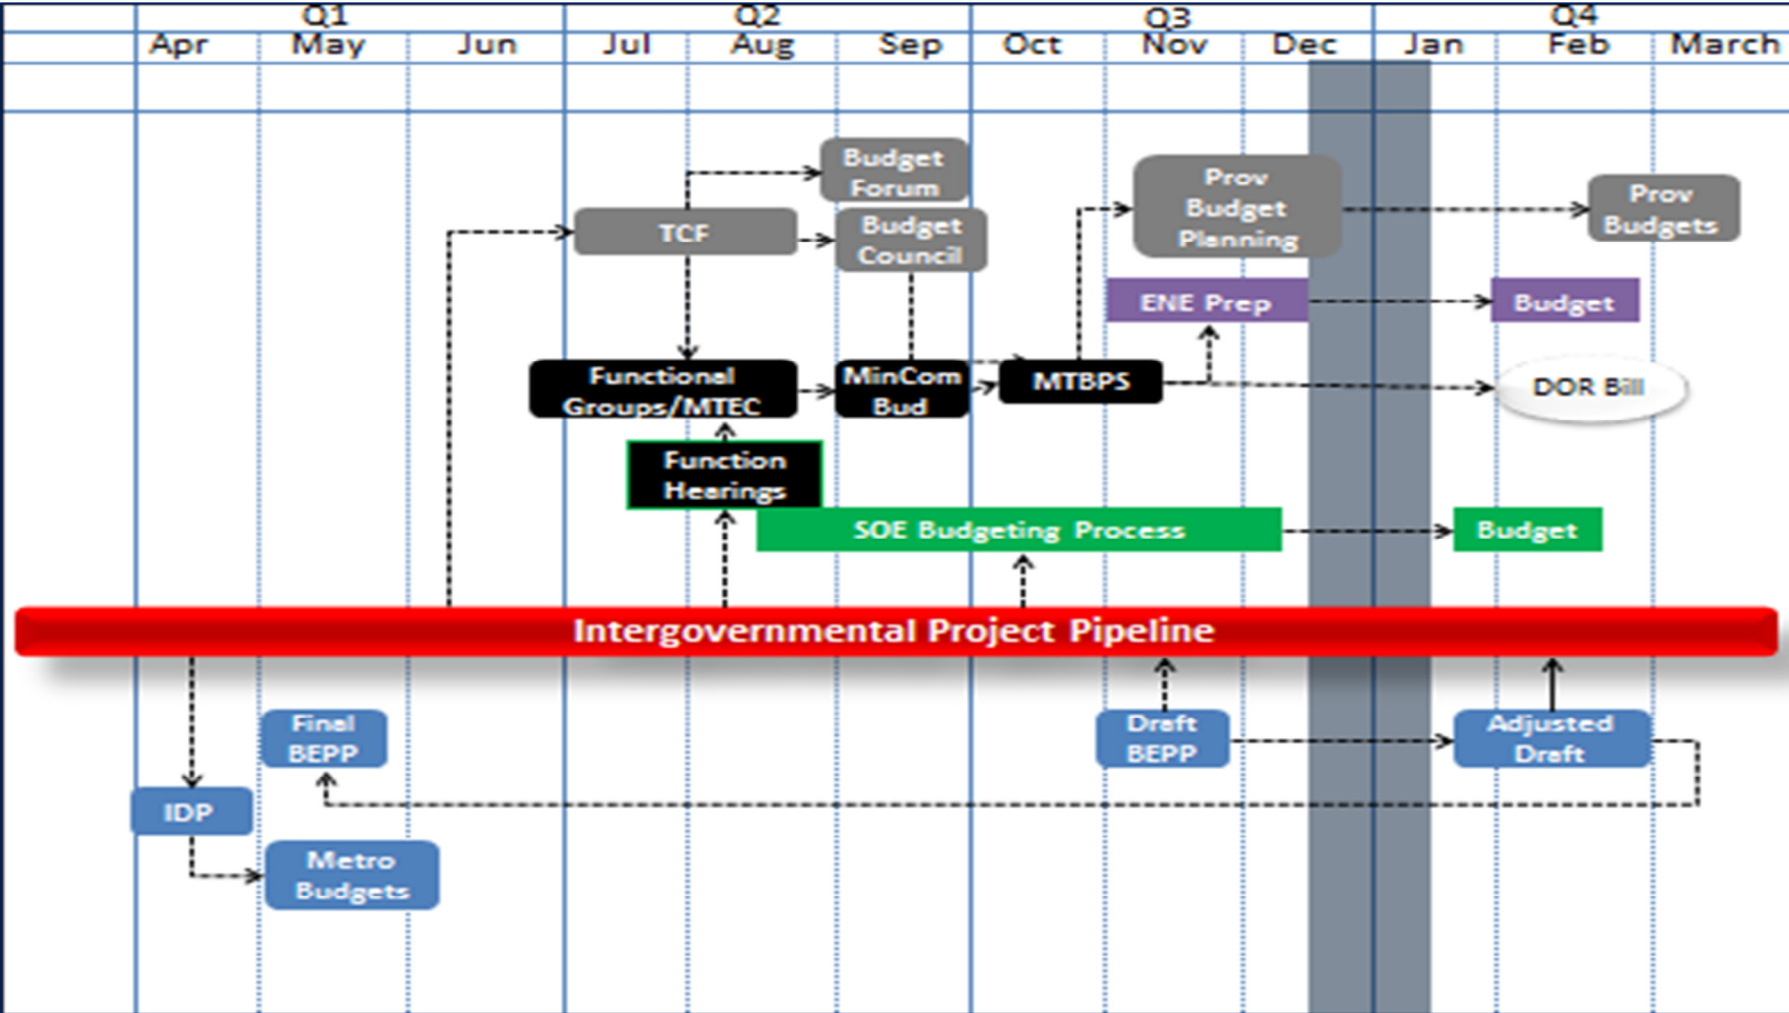 Q1 Q2 Q3 Q4
Apr May Jun Jul Aug Sep Oct Nov Dec Jan Feb March
Budget
Forum
TCF
Budget
Council
Prov
Budget
Planning
Prov
Budgets
ENE Prep
Budget
Functional
Groups/MTEC
MinCom
Bud
MTBPS
DOR Bill
Function
Hearings
SOE Budgeting Process
Budget
Intergovernmental Project Pipeline
Final
BEPP
Draft
BEPP
Adjusted
Draft
IDP
Metro
Budgets